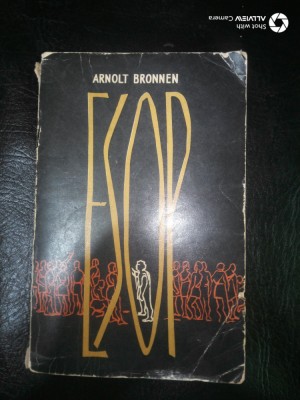 Shot with
ALLVIEW Camera
ARNOLT BRONNEN
ESOP